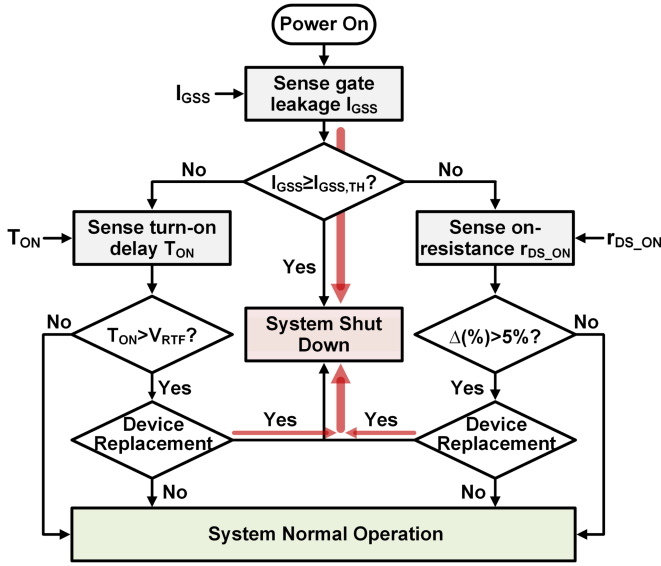 Power On
I_GSS
Sense gate
leakage I_GSS
No
I_GSS≥I_GSS,TH?
No
T_ON
Sense turn-on
delay T_ON
Yes
Sense on-
resistance r_DS_ON
r_DS_ON
No
T_ON>V_RTF?
System Shut
Down
Δ(%)>5%?
No
Yes
Yes
Device
Replacement
Yes
Yes
Device
Replacement
No
No
System Normal Operation